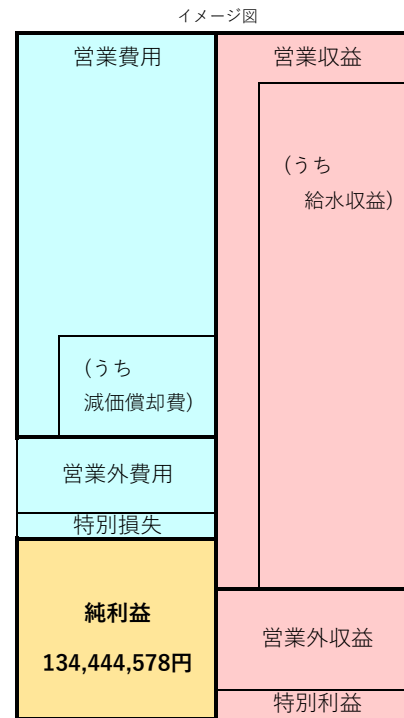 イメージ図
営業費用
(うち
減価償却費)
営業外費用
特別損失
純利益
134,444,578円
営業収益
(うち
給水収益)
営業外収益
特別利益